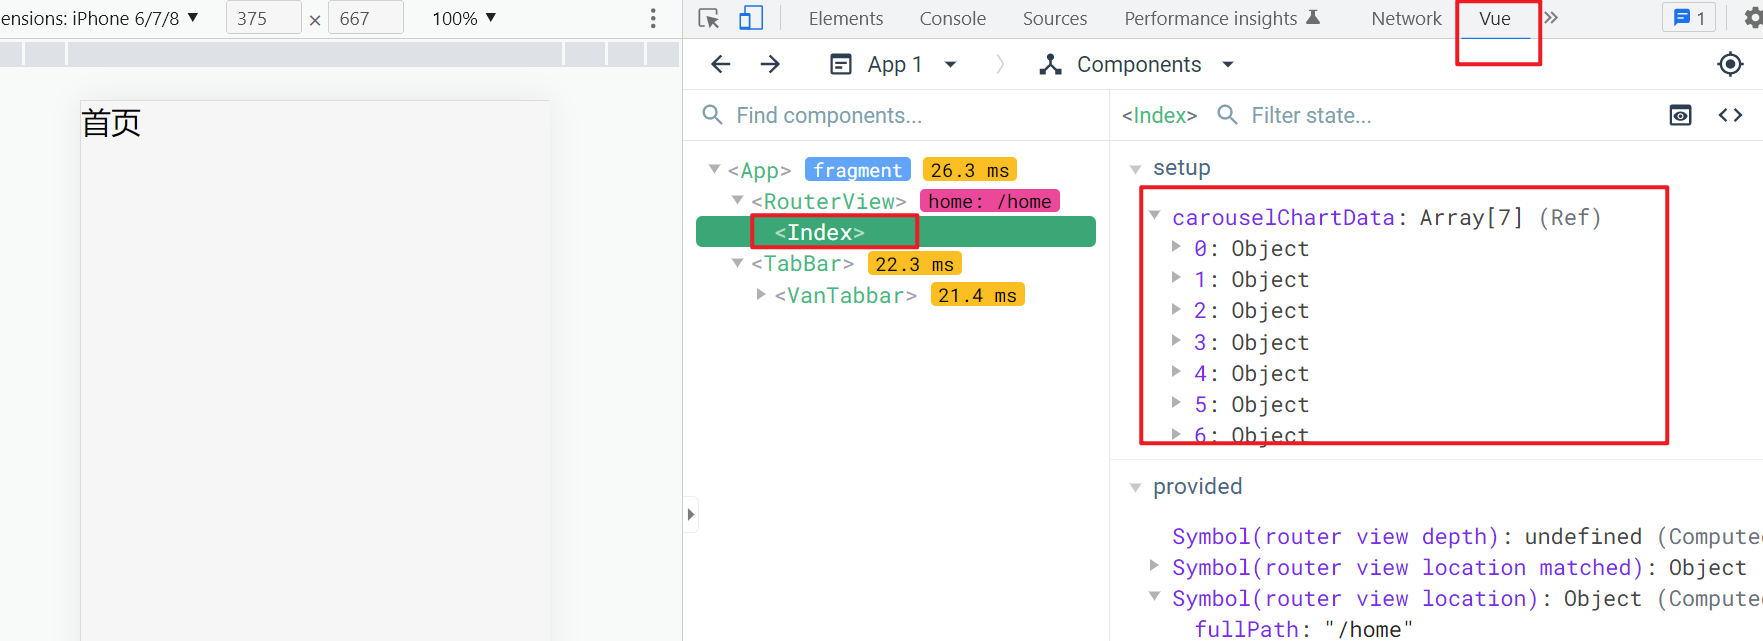 ensions: iPhone 6/7/8 ▼ 375 × 667 100% ▼
Elements Console Sources Performance insights Network Vue » 1
App 1 Components
首页
Find components...
<Index> Filter state...
<App> fragment 26.3 ms
<RouterView> home: /home
<Index>
<TabBar> 22.3 ms
<VanTabbar> 21.4 ms
setup
carouselChartData: Array[7] (Ref)
0: Object
1: Object
2: Object
3: Object
4: Object
5: Object
6: Object
provided
Symbol(router view depth): undefined (Compute
Symbol(router view location matched): Object
Symbol(router view location): Object (Compute
fullPath: "/home"